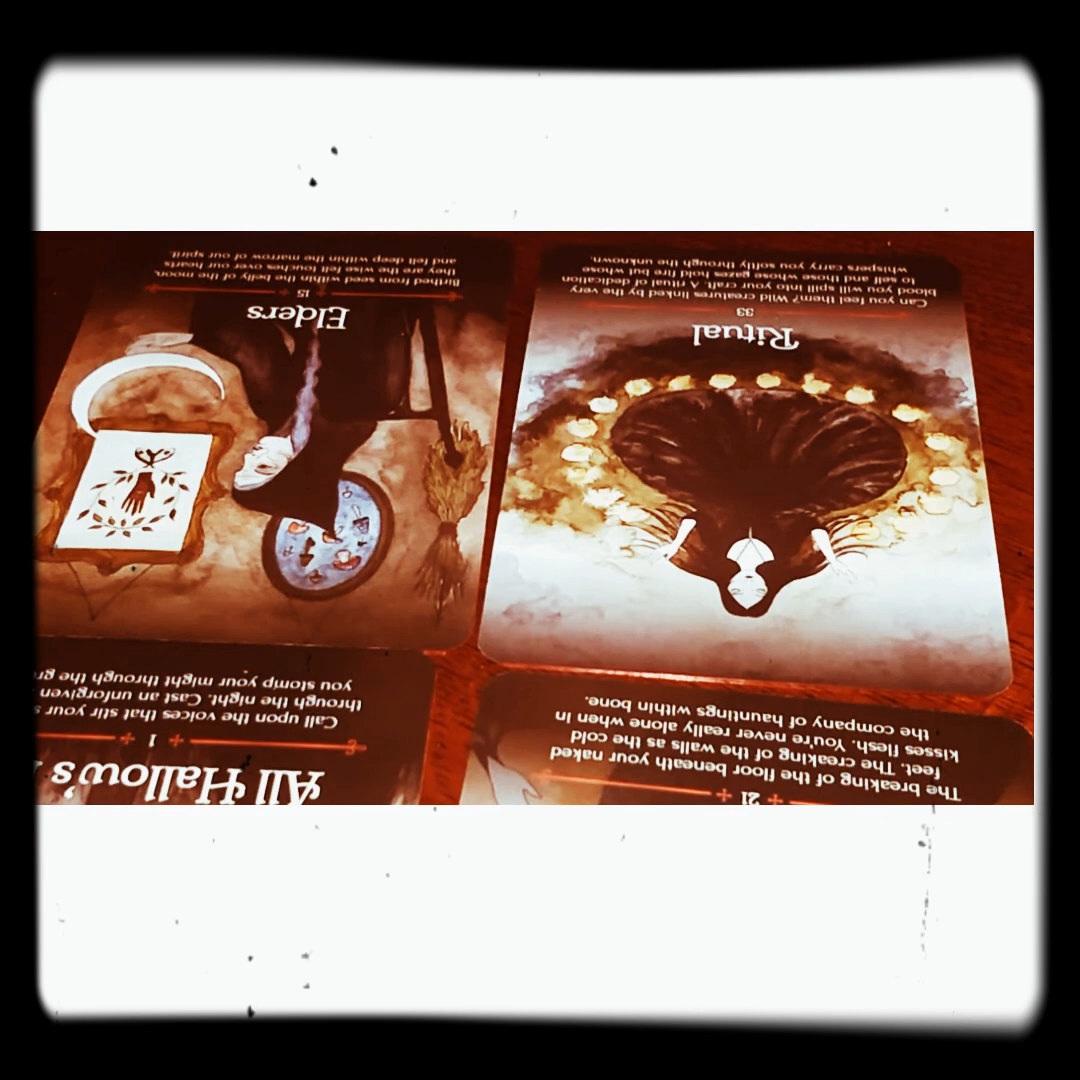 Ritual
33
Can you feel them? Wild creatures linked by the very
blood you will spill into your craft. A ritual of dedication
to self and those whose gazes hold fire but whose
whispers carry you softly through the unknown.
Elders
15
Birthed from seed within the belly of the moon,
they are the wise fell touches over our hearts
and fell deep within the marrow of our spirit.
21
The breaking of the floor beneath your naked
feet. The creaking of the walls as the cold
kisses flesh. You're never really alone when in
the company of hauntings within bone.
All Hallow's
1
Call upon the voices that stir your
through the night. Cast an unforgiven
you stomp your might through the